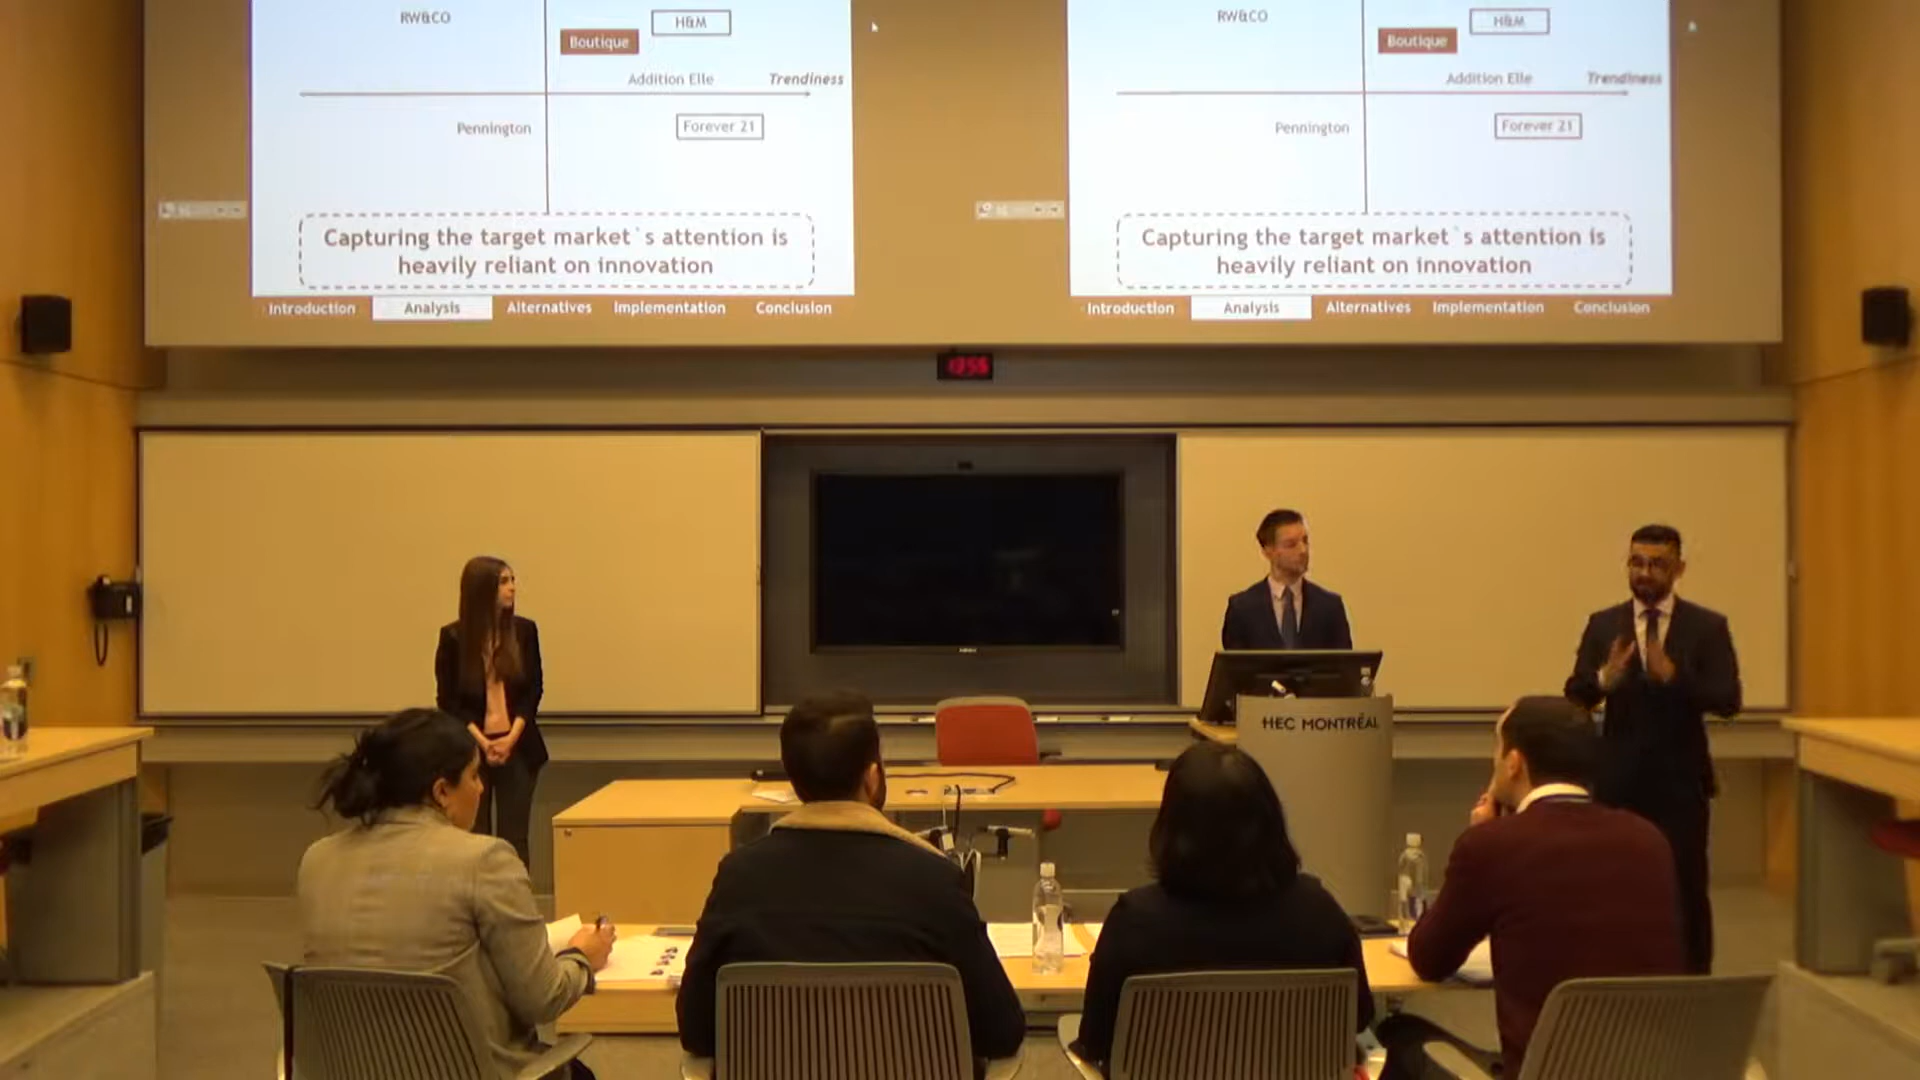 RW&CO
H&M
Boutique
Addition Elle
Trendiness
Pennington
Forever 21
Capturing the target market`s attention is
heavily reliant on innovation
Introduction Analysis Alternatives Implementation Conclusion
RW&CO
H&M
Boutique
Addition Elle
Trendiness
Pennington
Forever 21
Capturing the target market`s attention is
heavily reliant on innovation
Introduction Analysis Alternatives Implementation Conclusion
HEC MONTRÉAL